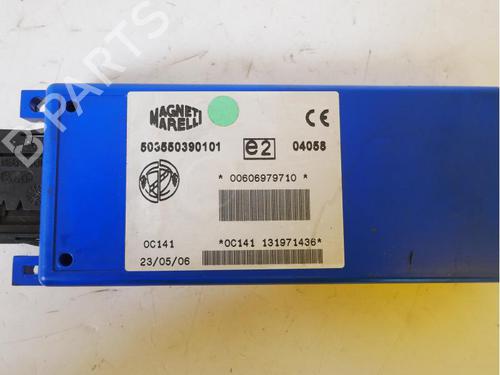 B PARTS
MAGNETI
MARELLI
CE
503550390101 e2 04058
* 00606979710 *
0C141 *0C141 131971436*
23/05/06